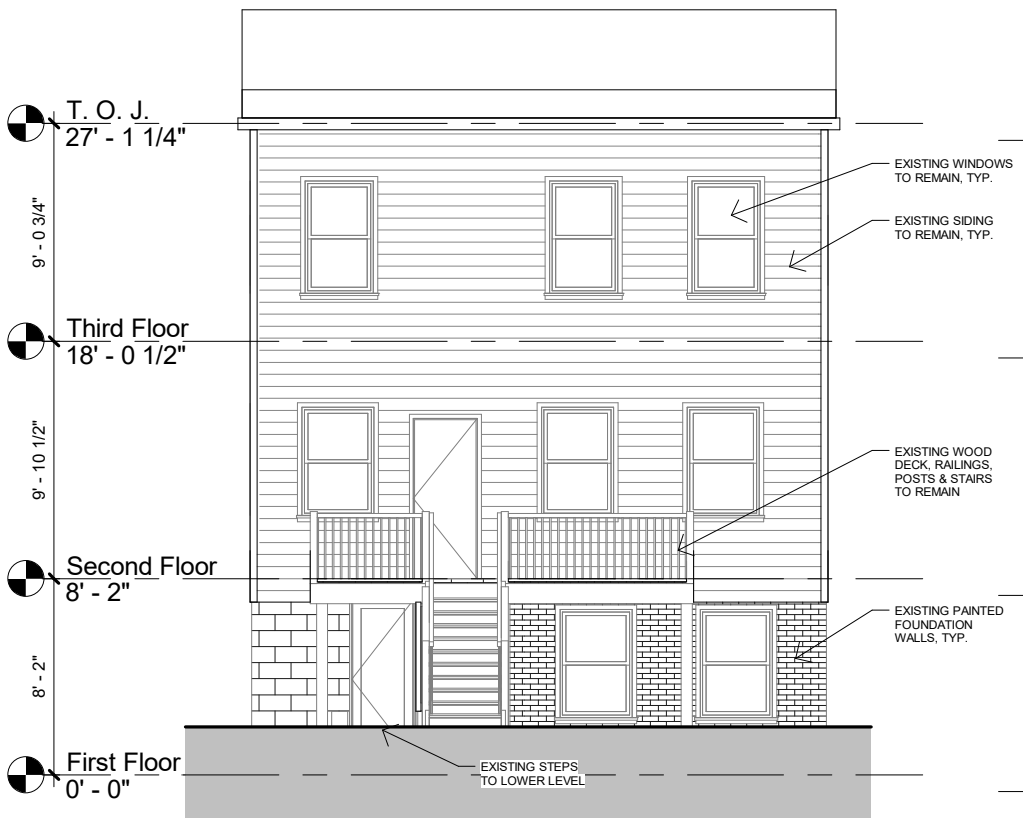 T. O. J.
27' - 1 1/4"
9' - 0 3/4"
Third Floor
18' - 0 1/2"
9' - 10 1/2"
Second Floor
8' - 2"
8' - 2"
First Floor
0' - 0"
EXISTING WINDOWS
TO REMAIN, TYP.
EXISTING SIDING
TO REMAIN, TYP.
EXISTING WOOD
DECK, RAILINGS,
POSTS & STAIRS
TO REMAIN
EXISTING PAINTED
FOUNDATION
WALLS, TYP.
EXISTING STEPS
TO LOWER LEVEL